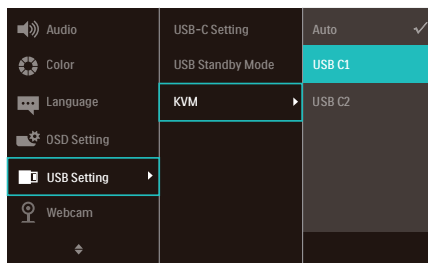 Audio
Color
Language
OSD Setting
USB Setting
Webcam
USB-C Setting
USB Standby Mode
KVM
Auto
USB C1
USB C2